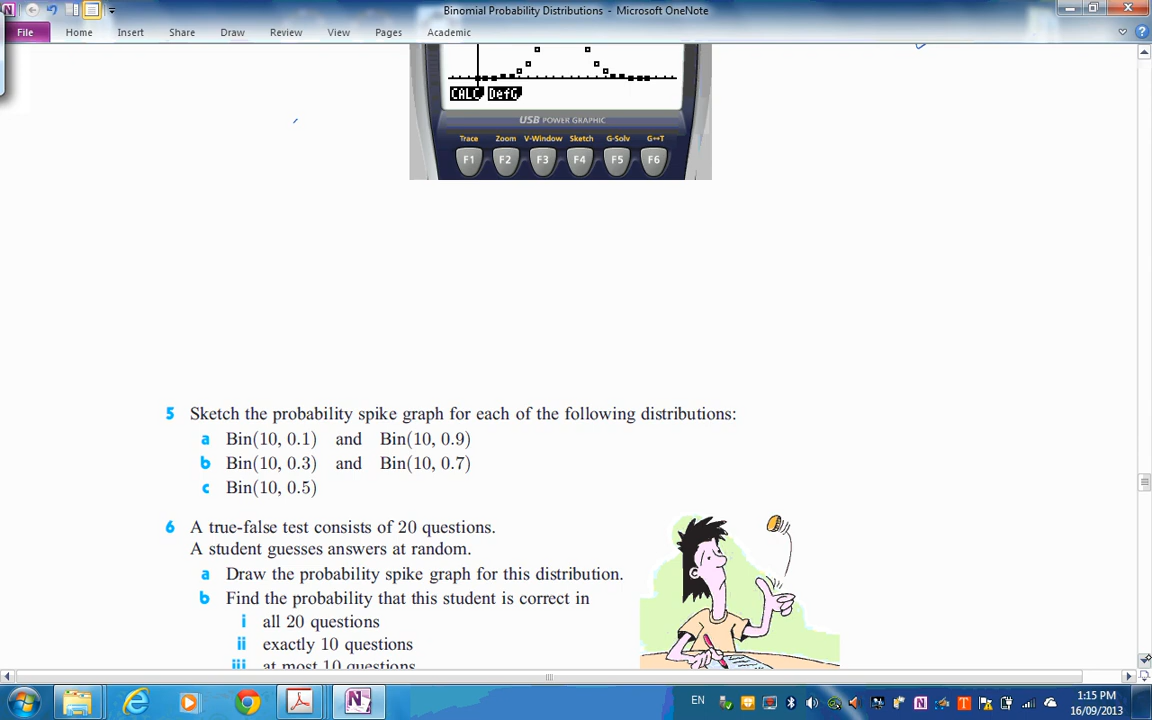 Binomial Probability Distributions - Microsoft OneNote
File Home Insert Share Draw Review View Pages Academic
CALC DefG
USB POWER GRAPHIC
Trace Zoom V-Window Sketch G-Solv G↔T
F1 F2 F3 F4 F5 F6
5 Sketch the probability spike graph for each of the following distributions:
a Bin(10, 0.1) and Bin(10, 0.9)
b Bin(10, 0.3) and Bin(10, 0.7)
c Bin(10, 0.5)
6 A true-false test consists of 20 questions.
A student guesses answers at random.
a Draw the probability spike graph for this distribution.
b Find the probability that this student is correct in
i all 20 questions
ii exactly 10 questions
iii at most 10 questions
EN
1:15 PM
16/09/2013